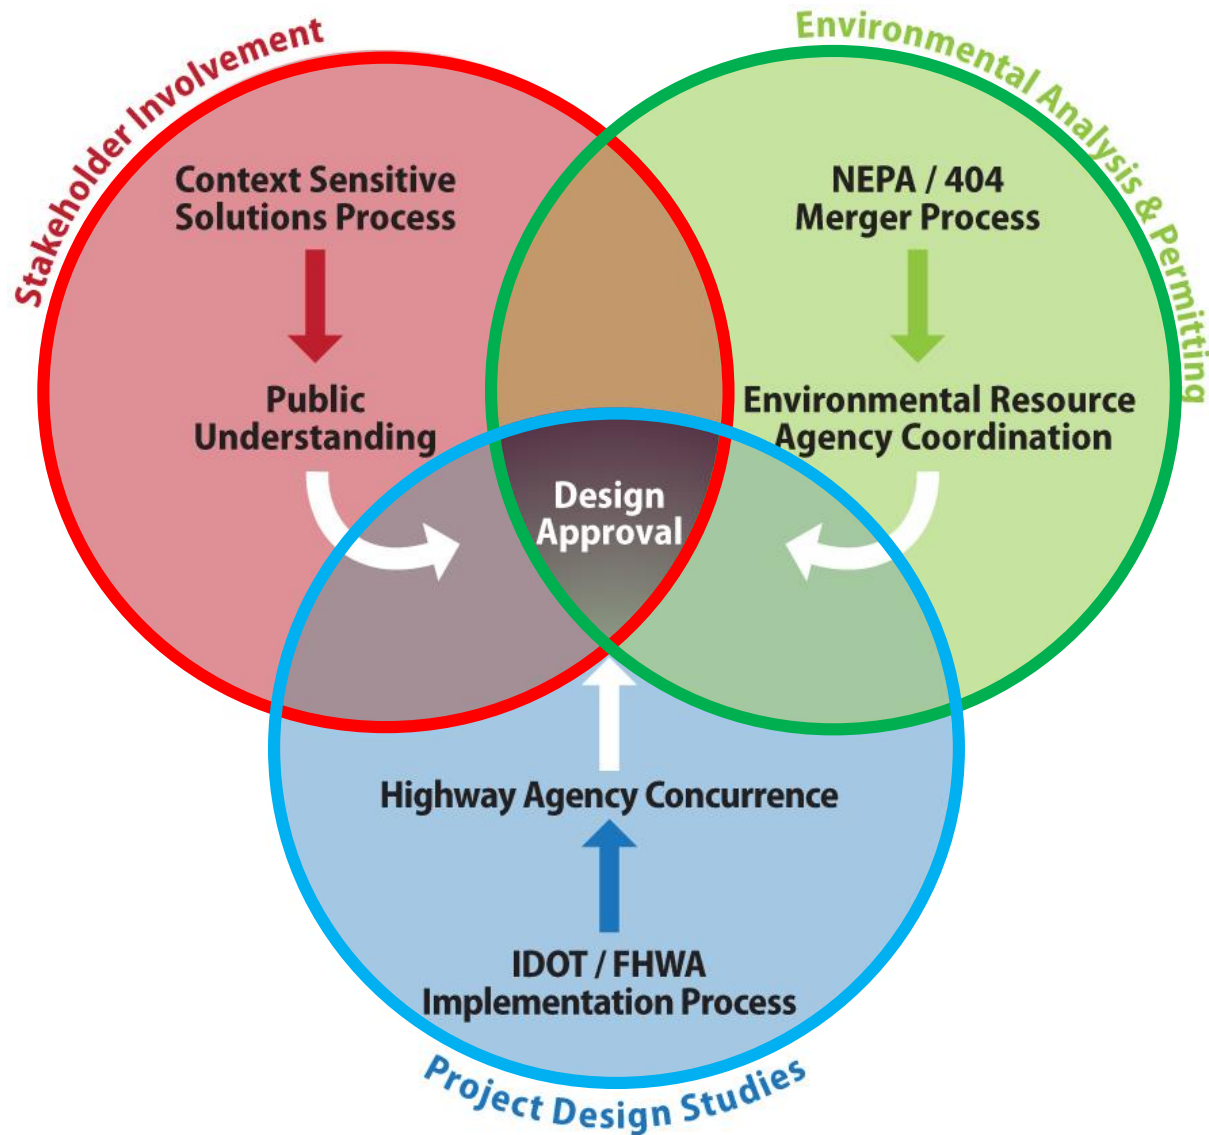 Stakeholder Involvement
Environmental Analysis & Permitting
Context Sensitive
Solutions Process
NEPA / 404
Merger Process
Public
Understanding
Environmental Resource
Agency Coordination
Design
Approval
Highway Agency Concurrence
IDOT / FHWA
Implementation Process
Project Design Studies